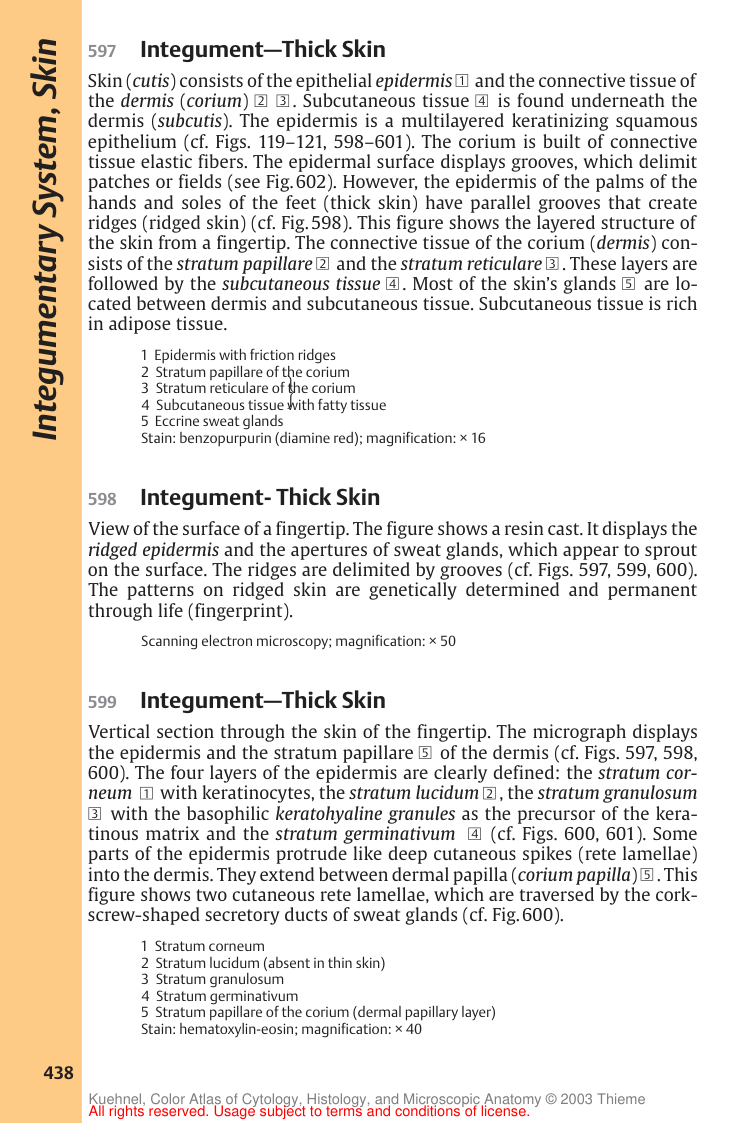 Integumentary System, Skin
597 Integument—Thick Skin
Skin (cutis) consists of the epithelial epidermis 1 and the connective tissue of
the dermis (corium) 2 3. Subcutaneous tissue 4 is found underneath the
dermis (subcutis). The epidermis is a multilayered keratinizing squamous
epithelium (cf. Figs. 119–121, 598–601). The corium is built of connective
tissue elastic fibers. The epidermal surface displays grooves, which delimit
patches or fields (see Fig. 602). However, the epidermis of the palms of the
hands and soles of the feet (thick skin) have parallel grooves that create
ridges (ridged skin) (cf. Fig. 598). This figure shows the layered structure of
the skin from a fingertip. The connective tissue of the corium (dermis) con-
sists of the stratum papillare 2 and the stratum reticulare 3. These layers are
followed by the subcutaneous tissue 4. Most of the skin's glands 5 are lo-
cated between dermis and subcutaneous tissue. Subcutaneous tissue is rich
in adipose tissue.
1 Epidermis with friction ridges
2 Stratum papillare of the corium
3 Stratum reticulare of the corium
4 Subcutaneous tissue with fatty tissue
5 Eccrine sweat glands
Stain: benzopurpurin (diamine red); magnification: × 16
598 Integument- Thick Skin
View of the surface of a fingertip. The figure shows a resin cast. It displays the
ridged epidermis and the apertures of sweat glands, which appear to sprout
on the surface. The ridges are delimited by grooves (cf. Figs. 597, 599, 600).
The patterns on ridged skin are genetically determined and permanent
through life (fingerprint).
Scanning electron microscopy; magnification: × 50
599 Integument—Thick Skin
Vertical section through the skin of the fingertip. The micrograph displays
the epidermis and the stratum papillare 5 of the dermis (cf. Figs. 597, 598,
600). The four layers of the epidermis are clearly defined: the stratum cor-
neum 1 with keratinocytes, the stratum lucidum 2, the stratum granulosum
3 with the basophilic keratohyaline granules as the precursor of the kera-
tinous matrix and the stratum germinativum 4 (cf. Figs. 600, 601). Some
parts of the epidermis protrude like deep cutaneous spikes (rete lamellae)
into the dermis. They extend between dermal papilla (corium papilla) 5. This
figure shows two cutaneous rete lamellae, which are traversed by the cork-
screw-shaped secretory ducts of sweat glands (cf. Fig. 600).
1 Stratum corneum
2 Stratum lucidum (absent in thin skin)
3 Stratum granulosum
4 Stratum germinativum
5 Stratum papillare of the corium (dermal papillary layer)
Stain: hematoxylin-eosin; magnification: × 40
438
Kuehnel, Color Atlas of Cytology, Histology, and Microscopic Anatomy © 2003 Thieme
All rights reserved. Usage subject to terms and conditions of license.